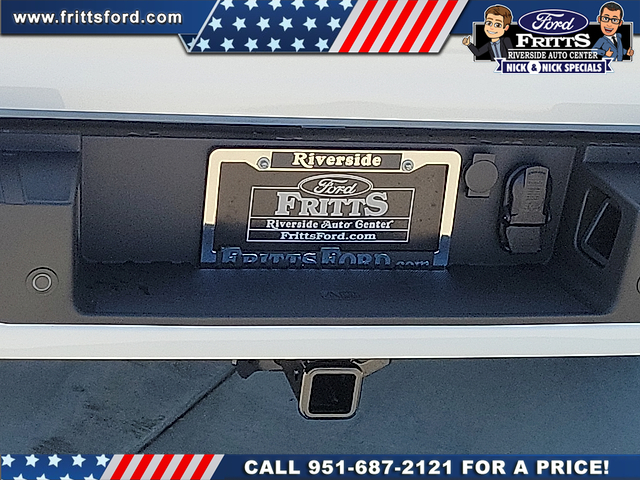 www.frittsford.com
Ford
FRITTS
RIVERSIDE AUTO CENTER
NICK & NICK SPECIALS
Riverside
Ford
FRITTS
Riverside Auto Center
FrittsFord.com
FRITTSFORD.com
CALL 951-687-2121 FOR A PRICE!